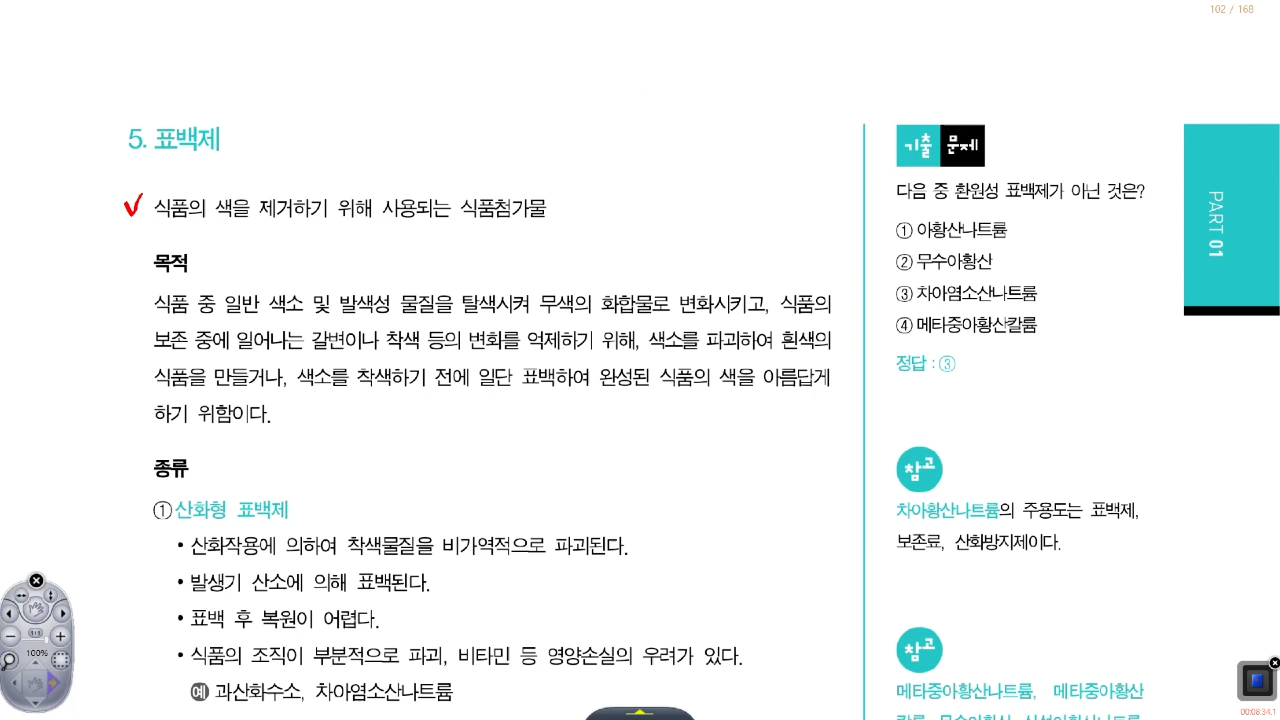 102 / 168
5. 표백제
식품의 색을 제거하기 위해 사용되는 식품첨가물
목적
식품 중 일반 색소 및 발색성 물질을 탈색시켜 무색의 화합물로 변화시키고, 식품의
보존 중에 일어나는 갈변이나 착색 등의 변화를 억제하기 위해, 색소를 파괴하여 흰색의
식품을 만들거나, 색소를 착색하기 전에 일단 표백하여 완성된 식품의 색을 아름답게
하기 위함이다.
종류
① 산화형 표백제
• 산화작용에 의하여 착색물질을 비가역적으로 파괴된다.
• 발생기 산소에 의해 표백된다.
• 표백 후 복원이 어렵다.
• 식품의 조직이 부분적으로 파괴, 비타민 등 영양손실의 우려가 있다.
예 과산화수소, 차아염소산나트륨
기출 문제
다음 중 환원성 표백제가 아닌 것은?
① 아황산나트륨
② 무수아황산
③ 차아염소산나트륨
④ 메타중아황산칼륨
정답 : ③
참고
차아황산나트륨의 주용도는 표백제,
보존료, 산화방지제이다.
참고
메타중아황산나트륨, 메타중아황산
PART 01
1:1
100%
00:08:34.1